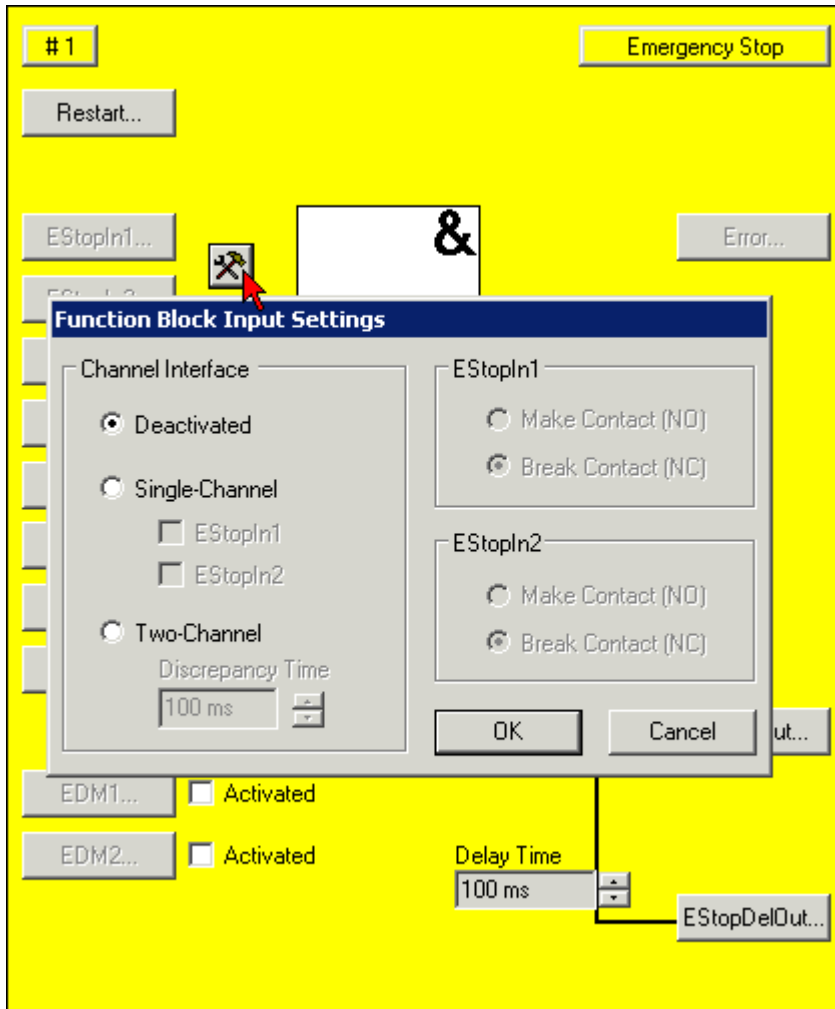 # 1
Emergency Stop
Restart...
EStopIn1...
&
Error...
Function Block Input Settings
Channel Interface
Deactivated
Single-Channel
EStopIn1
EStopIn2
Two-Channel
Discrepancy Time
100 ms
EStopIn1
Make Contact (NO)
Break Contact (NC)
EStopIn2
Make Contact (NO)
Break Contact (NC)
OK
Cancel
ut...
EDM1...
Activated
EDM2...
Activated
Delay Time
100 ms
EStopDelOut...